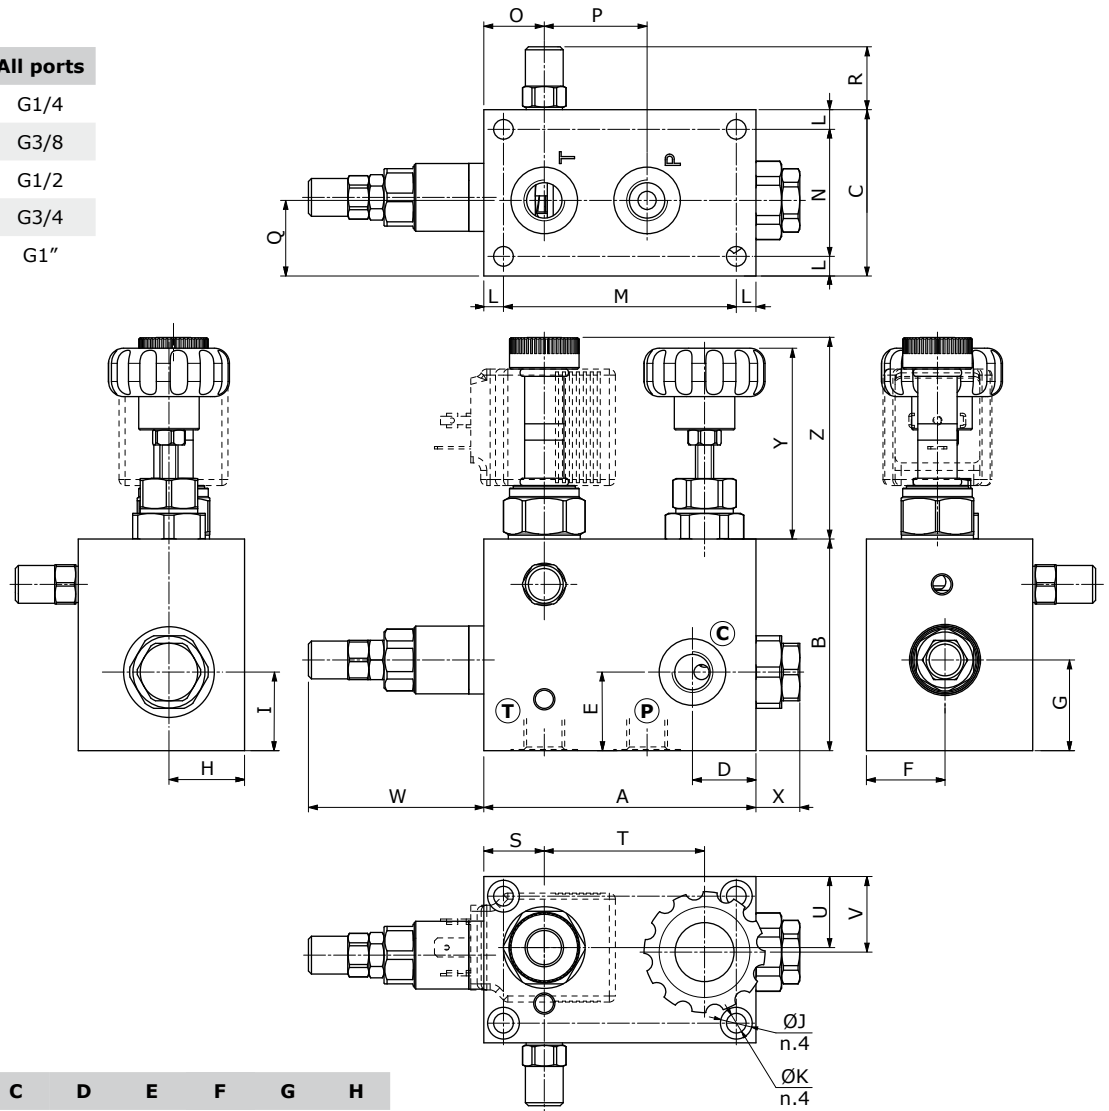 All ports
G1/4
G3/8
G1/2
G3/4
G1”
O
P
R
L
T
P
N
C
Q
L
L
M
L
Y
Z
C
B
T
P
E
I
G
H
D
F
W
A
X
S
T
U
V
ØJ
n.4
ØK
n.4
C D E F G H